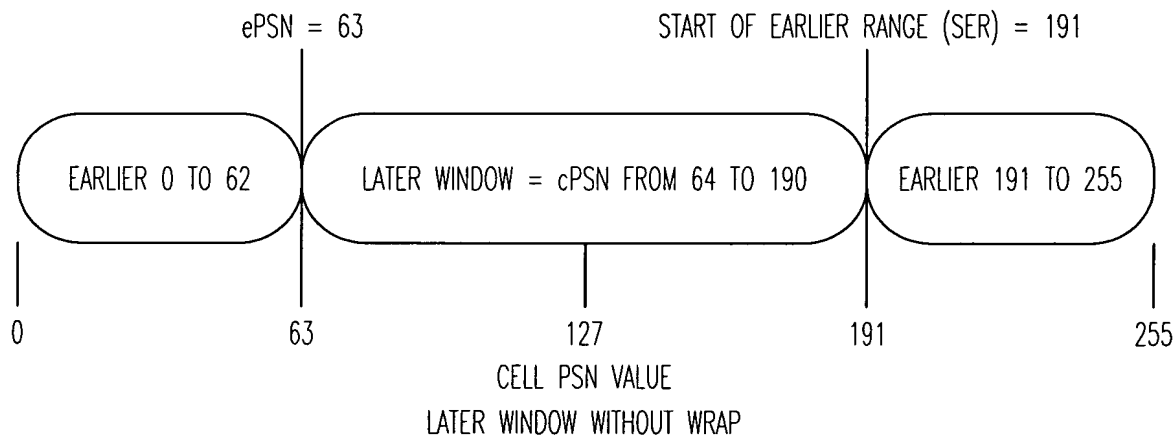 ePSN = 63
START OF EARLIER RANGE (SER) = 191
EARLIER 0 TO 62
LATER WINDOW = cPSN FROM 64 TO 190
EARLIER 191 TO 255
0
63
127
191
255
CELL PSN VALUE
LATER WINDOW WITHOUT WRAP